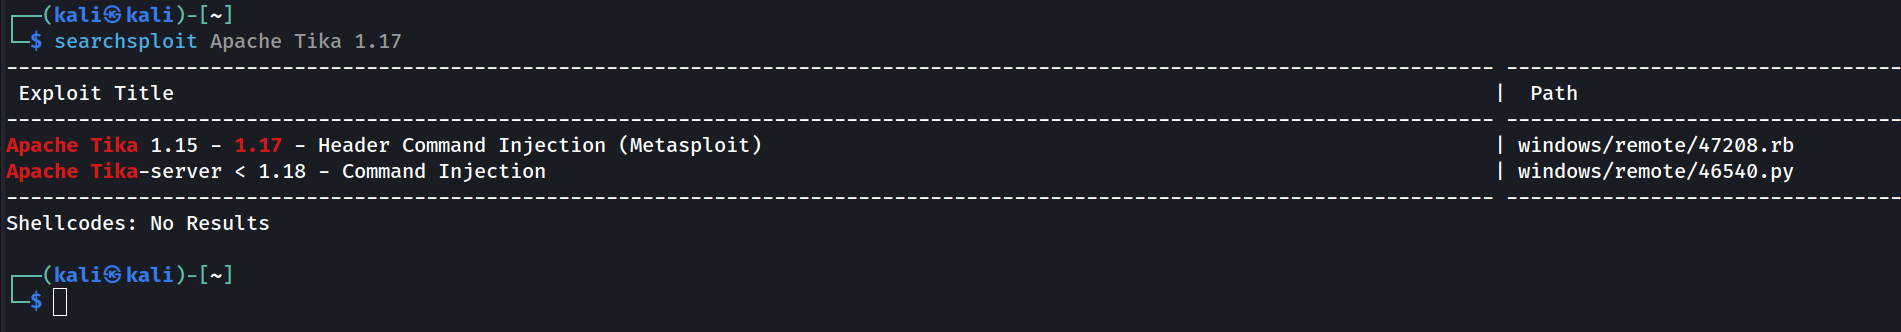 (kali㉿kali)-[~]
$ searchsploit Apache Tika 1.17
Exploit Title | Path
Apache Tika 1.15 - 1.17 - Header Command Injection (Metasploit) | windows/remote/47208.rb
Apache Tika-server < 1.18 - Command Injection | windows/remote/46540.py
Shellcodes: No Results
(kali㉿kali)-[~]
$